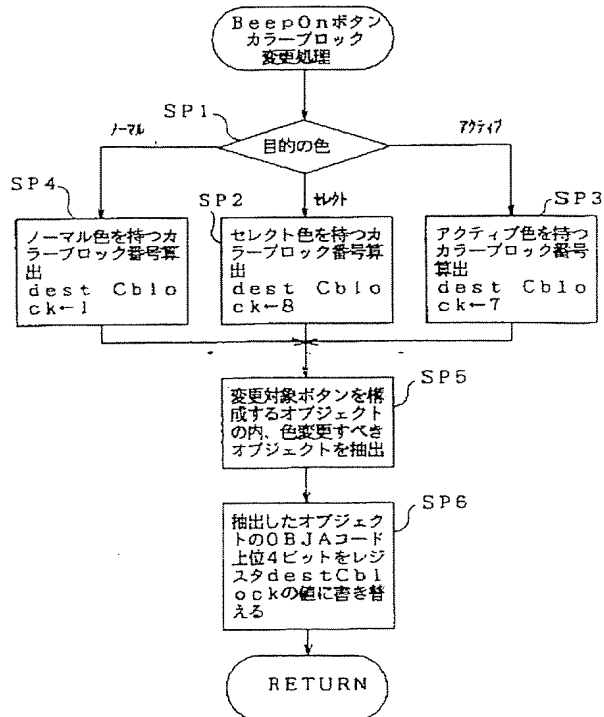 BeepOnボタン
カラーブロック
変更処理
SP1
目的の色
ノーマル
セレクト
アクティブ
SP4
ノーマル色を持つカ
ラーブロック番号算
出
dest Cblo
ck←1
SP2
セレクト色を持つカ
ラーブロック番号算
出
dest Cblo
ck←8
SP3
アクティブ色を持つ
カラーブロック番号
算出
dest Cblo
ck←7
SP5
変更対象ボタンを構
成するオブジェクト
の内、色変更すべき
オブジェクトを抽出
SP6
抽出したオブジェク
トのOBJAコード
上位4ビットをレジ
スタdestCbl
ockの値に書き替
える
RETURN